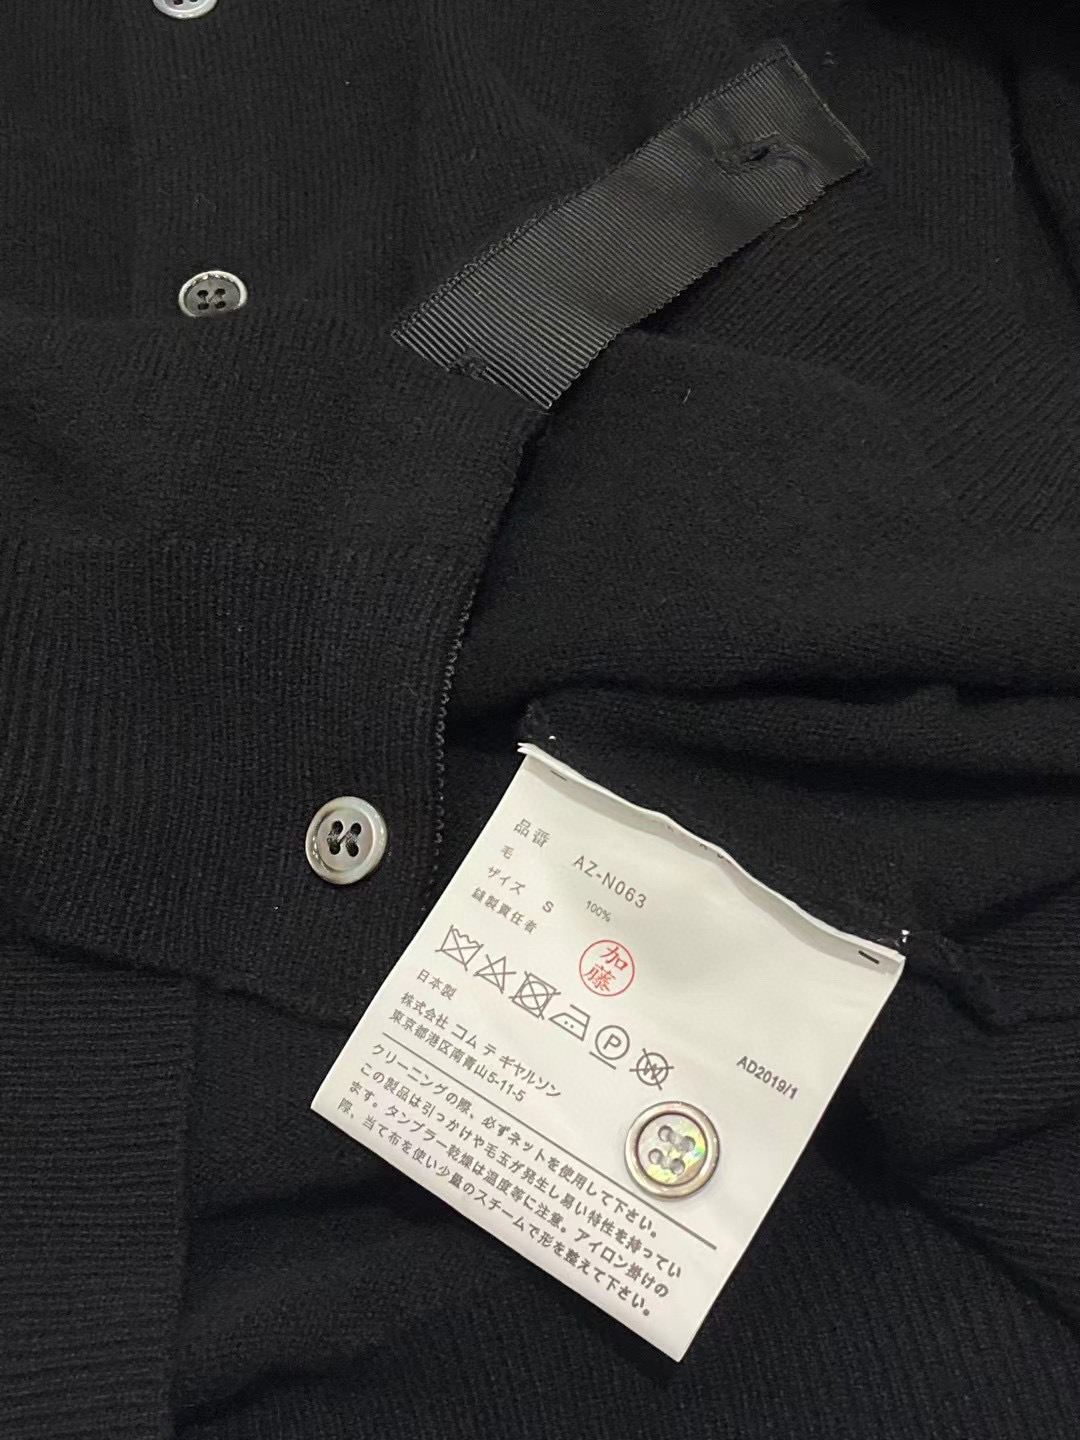 品番 AZ-N063
毛 100%
サイズ S
縫製責任者
加藤
P
W
日本製
株式会社 コム デ ギャルソン
東京都港区南青山5-11-5
AD2019/1
クリーニングの際、必ずネットを使用して下さい。
この製品は引っかけや毛玉が発生し易い特性を持ってい
ます。タンブラー乾燥は温度等に注意。アイロン掛けの
際、当て布を使い少量のスチームで形を整えて下さい。